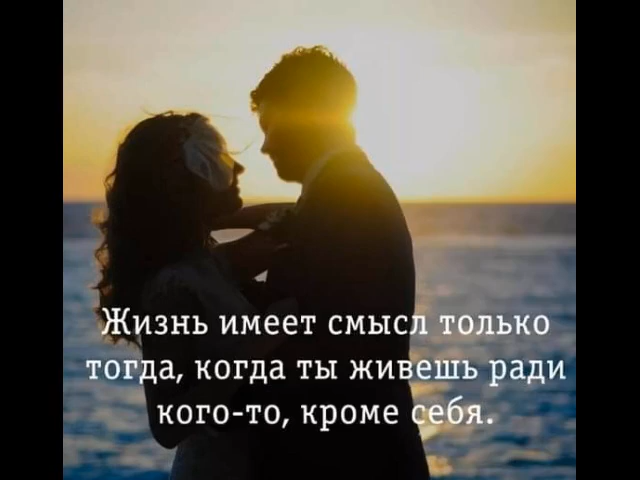 Жизнь имеет смысл только
тогда, когда ты живешь ради
кого-то, кроме себя.